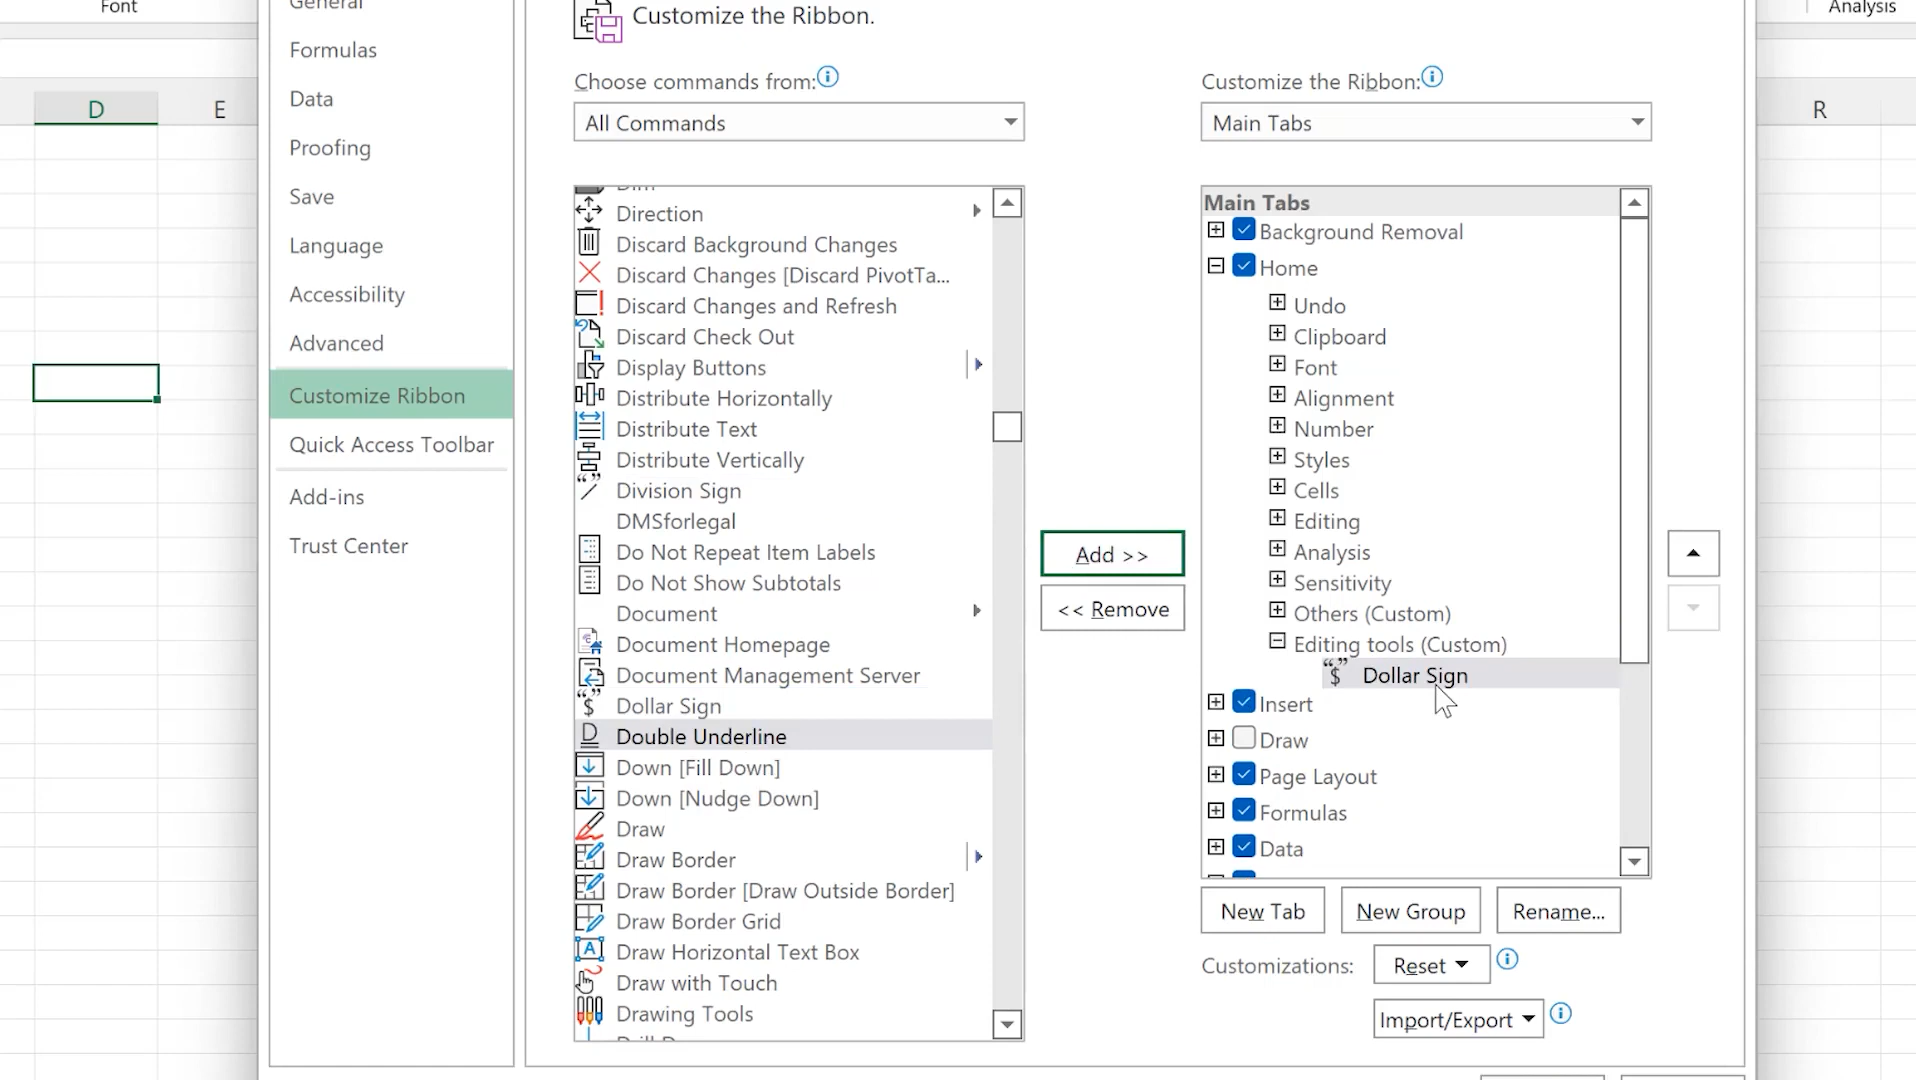 Font
Analysis
D
E
R
General
Formulas
Data
Proofing
Save
Language
Accessibility
Advanced
Customize Ribbon
Quick Access Toolbar
Add-ins
Trust Center
Customize the Ribbon.
Choose commands from:
All Commands
Dim
Direction
Discard Background Changes
Discard Changes [Discard PivotTa...
Discard Changes and Refresh
Discard Check Out
Display Buttons
Distribute Horizontally
Distribute Text
Distribute Vertically
Division Sign
DMSforlegal
Do Not Repeat Item Labels
Do Not Show Subtotals
Document
Document Homepage
Document Management Server
Dollar Sign
Double Underline
Down [Fill Down]
Down [Nudge Down]
Draw
Draw Border
Draw Border [Draw Outside Border]
Draw Border Grid
Draw Horizontal Text Box
Draw with Touch
Drawing Tools
Add >>
<< Remove
Customize the Ribbon:
Main Tabs
Main Tabs
Background Removal
Home
Undo
Clipboard
Font
Alignment
Number
Styles
Cells
Editing
Analysis
Sensitivity
Others (Custom)
Editing tools (Custom)
Dollar Sign
Insert
Draw
Page Layout
Formulas
Data
New Tab
New Group
Rename...
Customizations:
Reset
Import/Export